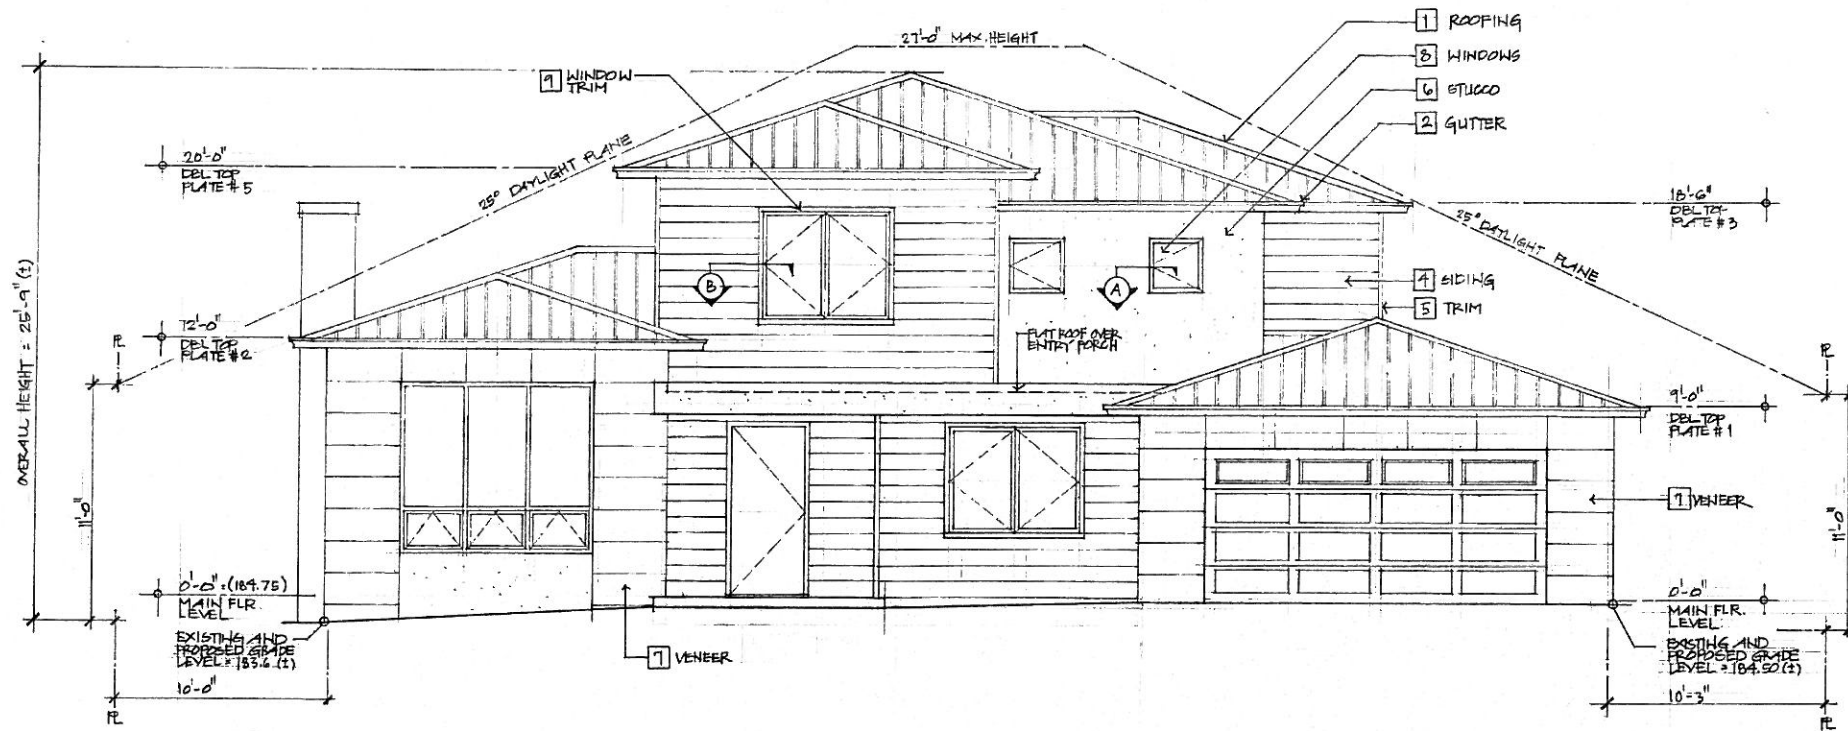 27'-0" MAX. HEIGHT
1 ROOFING
8 WINDOWS
6 STUCCO
2 GUTTER
9 WINDOW
TRIM
20'-0"
DBL TOP
PLATE #5
25° DAYLIGHT PLANE
18'-6"
DBL TOP
PLATE #3
25° DAYLIGHT PLANE
4 SIDING
5 TRIM
B
A
OVERALL HEIGHT = 25'-9" (±)
12'-0"
DBL TOP
PLATE #2
FLAT ROOF OVER
ENTRY PORCH
PL
PL
9'-0"
DBL TOP
PLATE #1
11'-0"
7 VENEER
11'-0"
0'-0" = (184.75)
MAIN FLR.
LEVEL
0'-0"
MAIN FLR.
LEVEL
EXISTING AND
PROPOSED GRADE
LEVEL = 183.6 (±)
7 VENEER
EXISTING AND
PROPOSED GRADE
LEVEL = 184.50 (±)
10'-0"
10'-3"
PL
PL